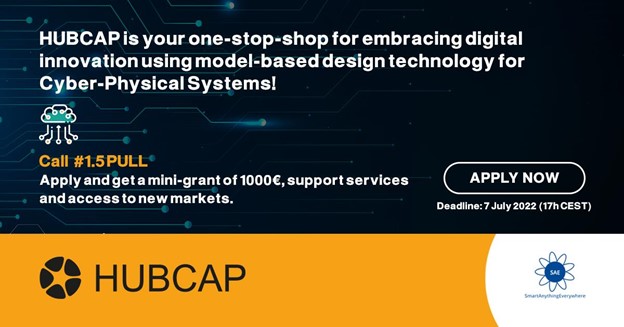 HUBCAP is your one-stop-shop for embracing digital
innovation using model-based design technology for
Cyber-Physical Systems!
Call #1.5 PULL
Apply and get a mini-grant of 1000€, support services
and access to new markets.
APPLY NOW
Deadline: 7 July 2022 (17h CEST)
HUBCAP
SAE
SmartAnythingEverywhere